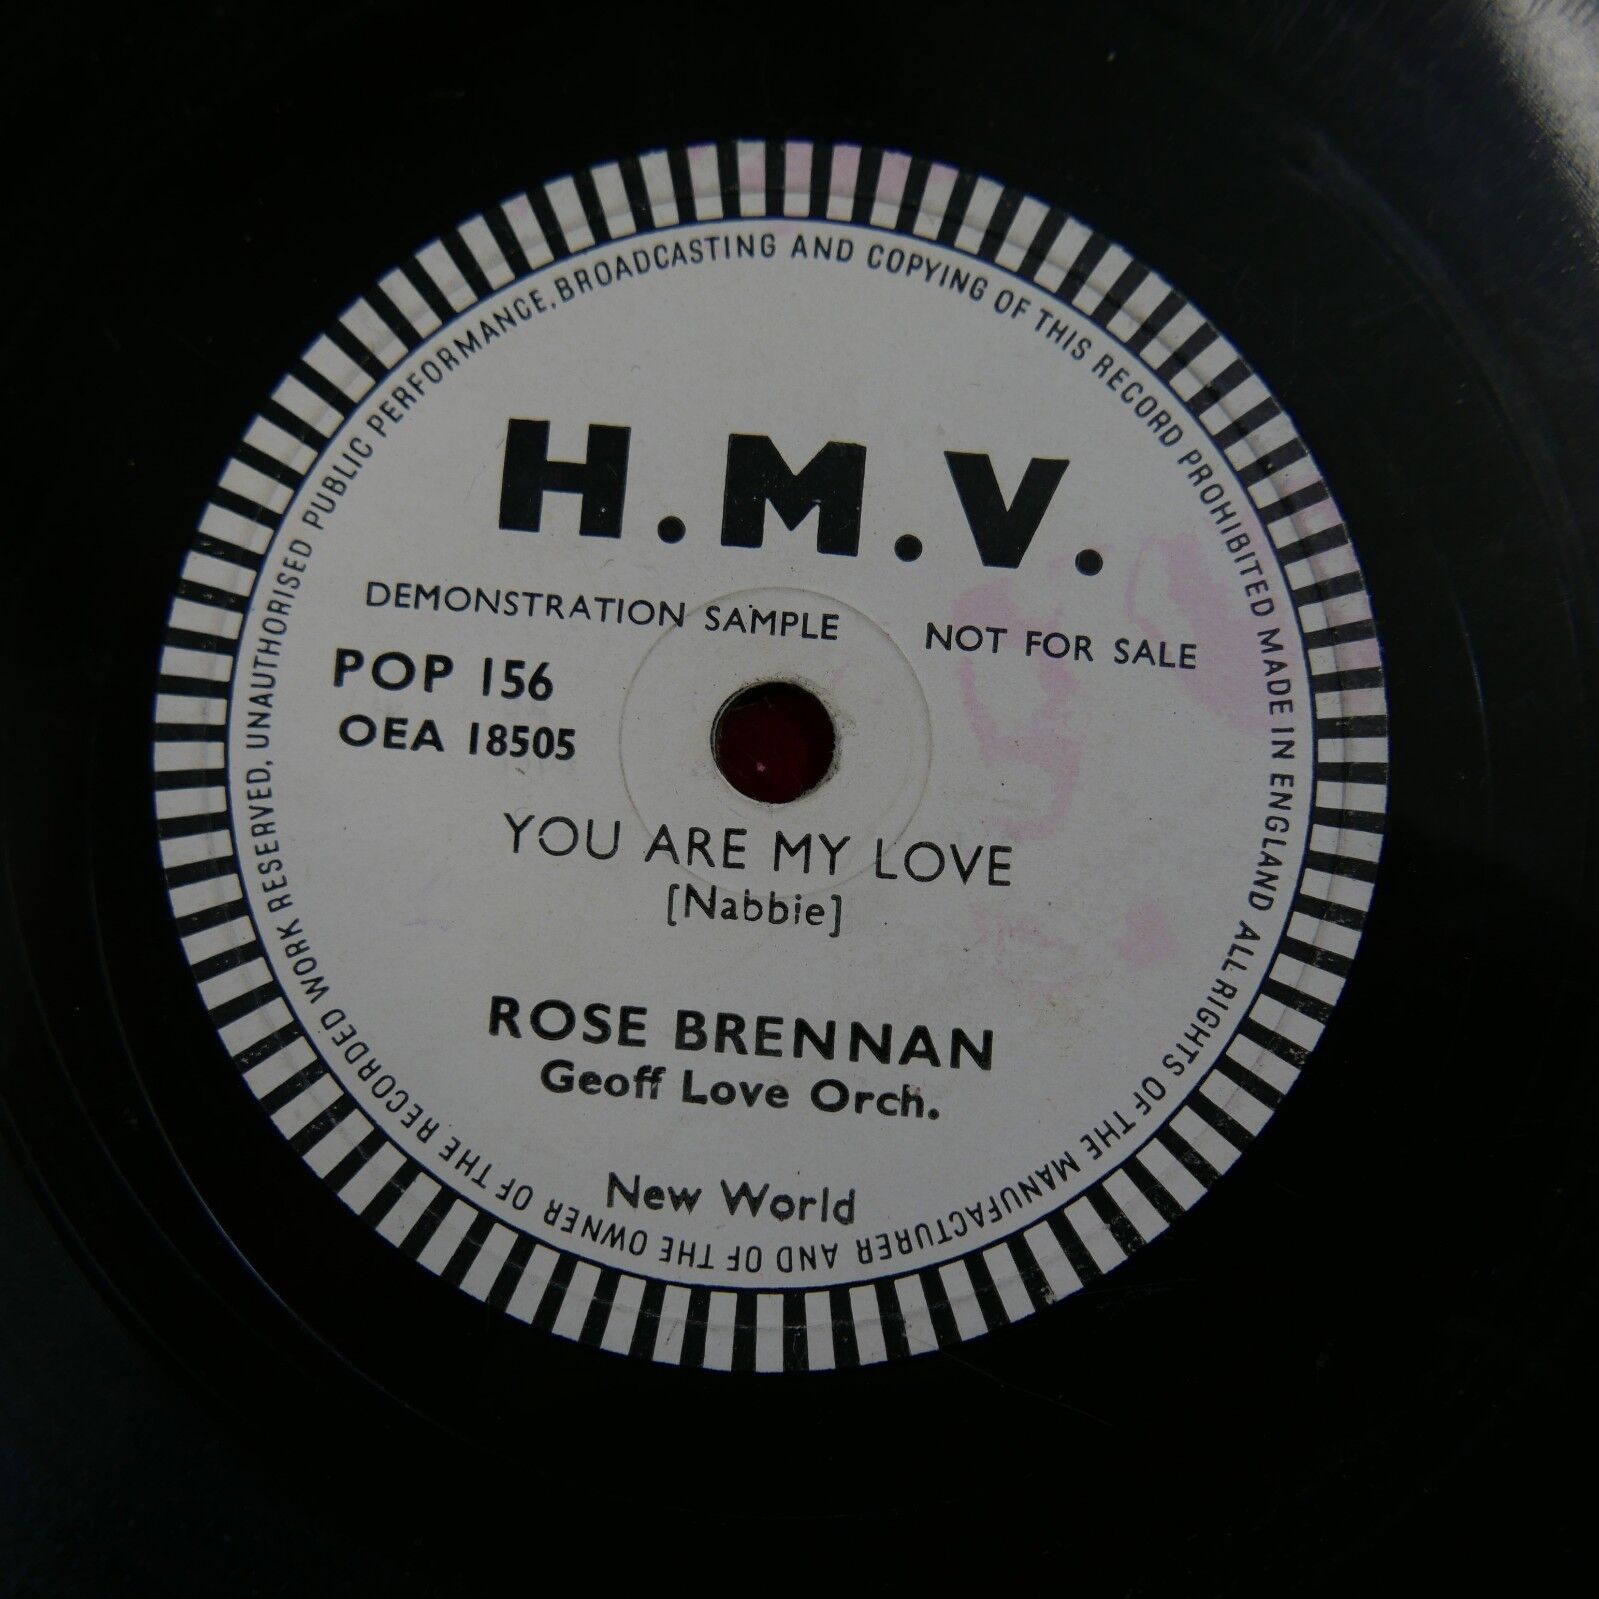 UNAUTHORISED PUBLIC PERFORMANCE, BROADCASTING AND COPYING OF THIS RECORD PROHIBITED MADE IN ENGLAND ALL RIGHTS OF THE MANUFACTURER AND OF THE OWNER OF THE RECORDED WORK RESERVED,
H.M.V.
DEMONSTRATION SAMPLE NOT FOR SALE
POP 156
OEA 18505
YOU ARE MY LOVE
[Nabbie]
ROSE BRENNAN
Geoff Love Orch.
New World